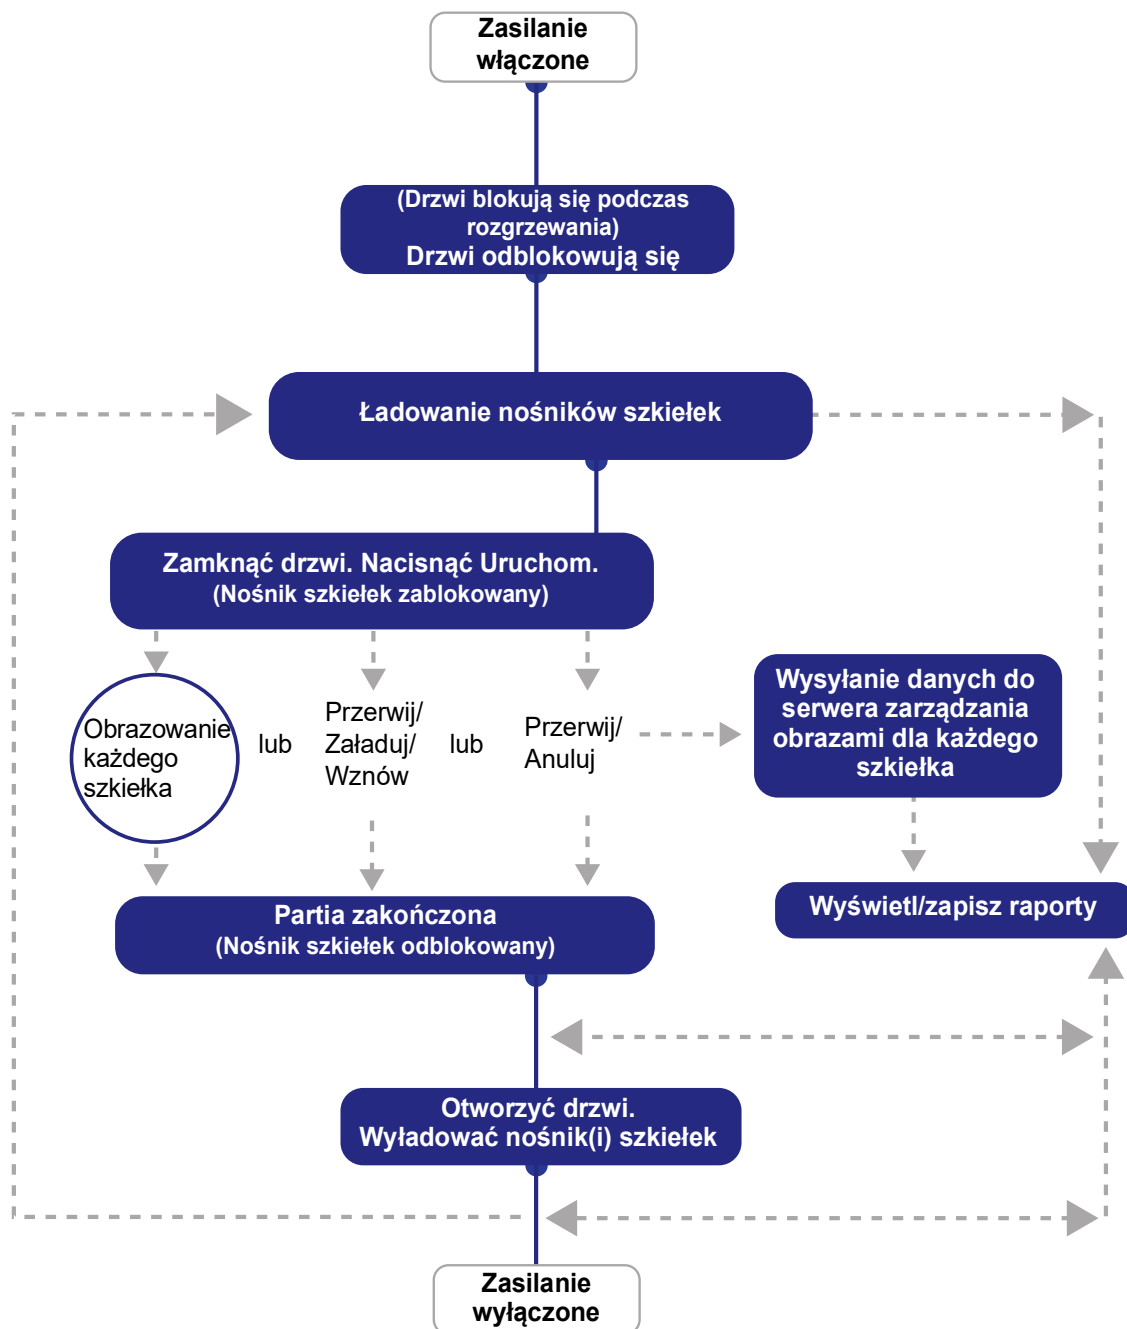 Zasilanie
włączone
(Drzwi blokują się podczas
rozgrzewania)
Drzwi odblokowują się
Ładowanie nośników szkiełek
Zamknąć drzwi. Nacisnąć Uruchom.
(Nośnik szkiełek zablokowany)
Obrazowanie
każdego
szkiełka
lub
Przerwij/
Załaduj/
Wznów
lub
Przerwij/
Anuluj
Wysyłanie danych do
serwera zarządzania
obrazami dla każdego
szkiełka
Partia zakończona
(Nośnik szkiełek odblokowany)
Wyświetl/zapisz raporty
Otworzyć drzwi.
Wyładować nośnik(i) szkiełek
Zasilanie
wyłączone